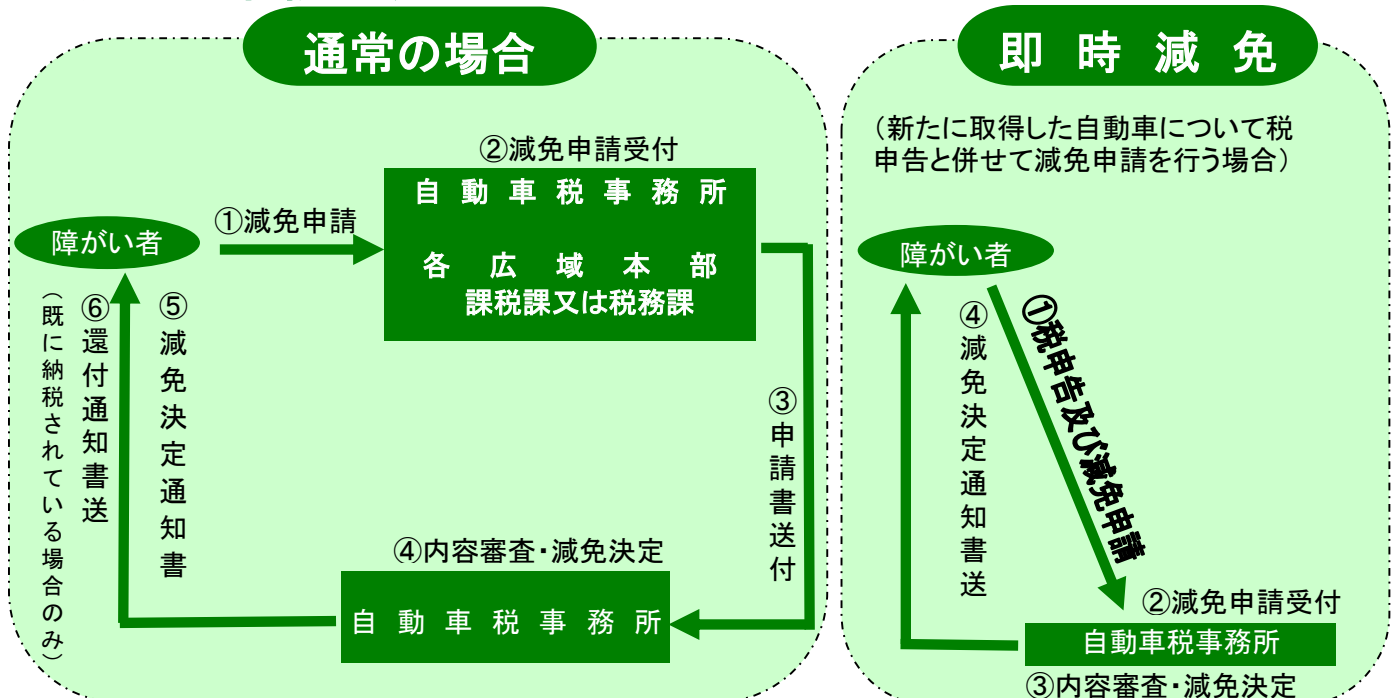 通常の場合
②減免申請受付
自動車税事務所
各広域本部
課税課又は税務課
①減免申請
障がい者
③申請書送付
④内容審査・減免決定
自動車税事務所
⑤減免決定通知書
⑥還付通知書送
（既に納税されている場合のみ）
即時減免
（新たに取得した自動車について税
申告と併せて減免申請を行う場合）
障がい者
①税申告及び減免申請
②減免申請受付
自動車税事務所
③内容審査・減免決定
④減免決定通知書送